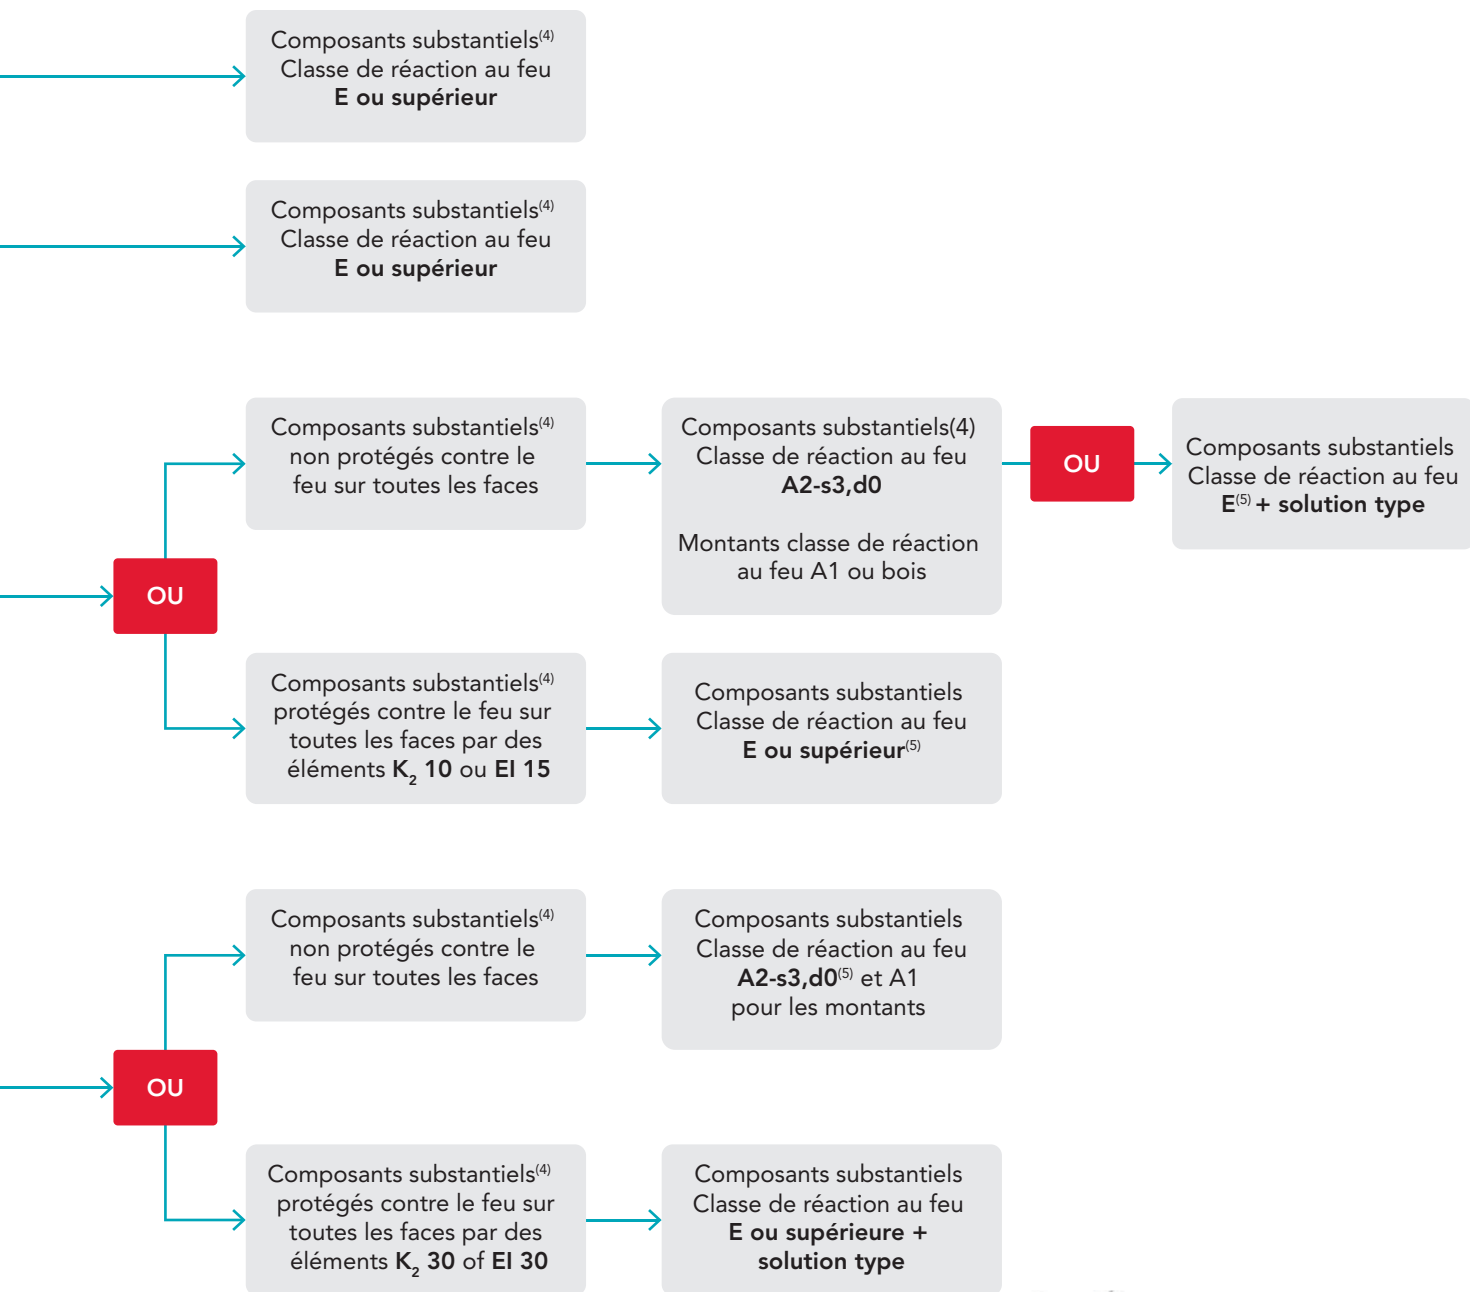 Composants substantiels(4)
Classe de réaction au feu
E ou supérieur
Composants substantiels(4)
Classe de réaction au feu
E ou supérieur
Composants substantiels(4)
non protégés contre le
feu sur toutes les faces
Composants substantiels(4)
Classe de réaction au feu
A2-s3,d0
Montants classe de réaction
au feu A1 ou bois
OU
Composants substantiels
Classe de réaction au feu
E(5) + solution type
OU
Composants substantiels(4)
protégés contre le feu sur
toutes les faces par des
éléments K2 10 ou EI 15
Composants substantiels
Classe de réaction au feu
E ou supérieur(5)
Composants substantiels(4)
non protégés contre le
feu sur toutes les faces
Composants substantiels
Classe de réaction au feu
A2-s3,d0(5) et A1
pour les montants
OU
Composants substantiels(4)
protégés contre le feu sur
toutes les faces par des
éléments K2 30 of EI 30
Composants substantiels
Classe de réaction au feu
E ou supérieure +
solution type